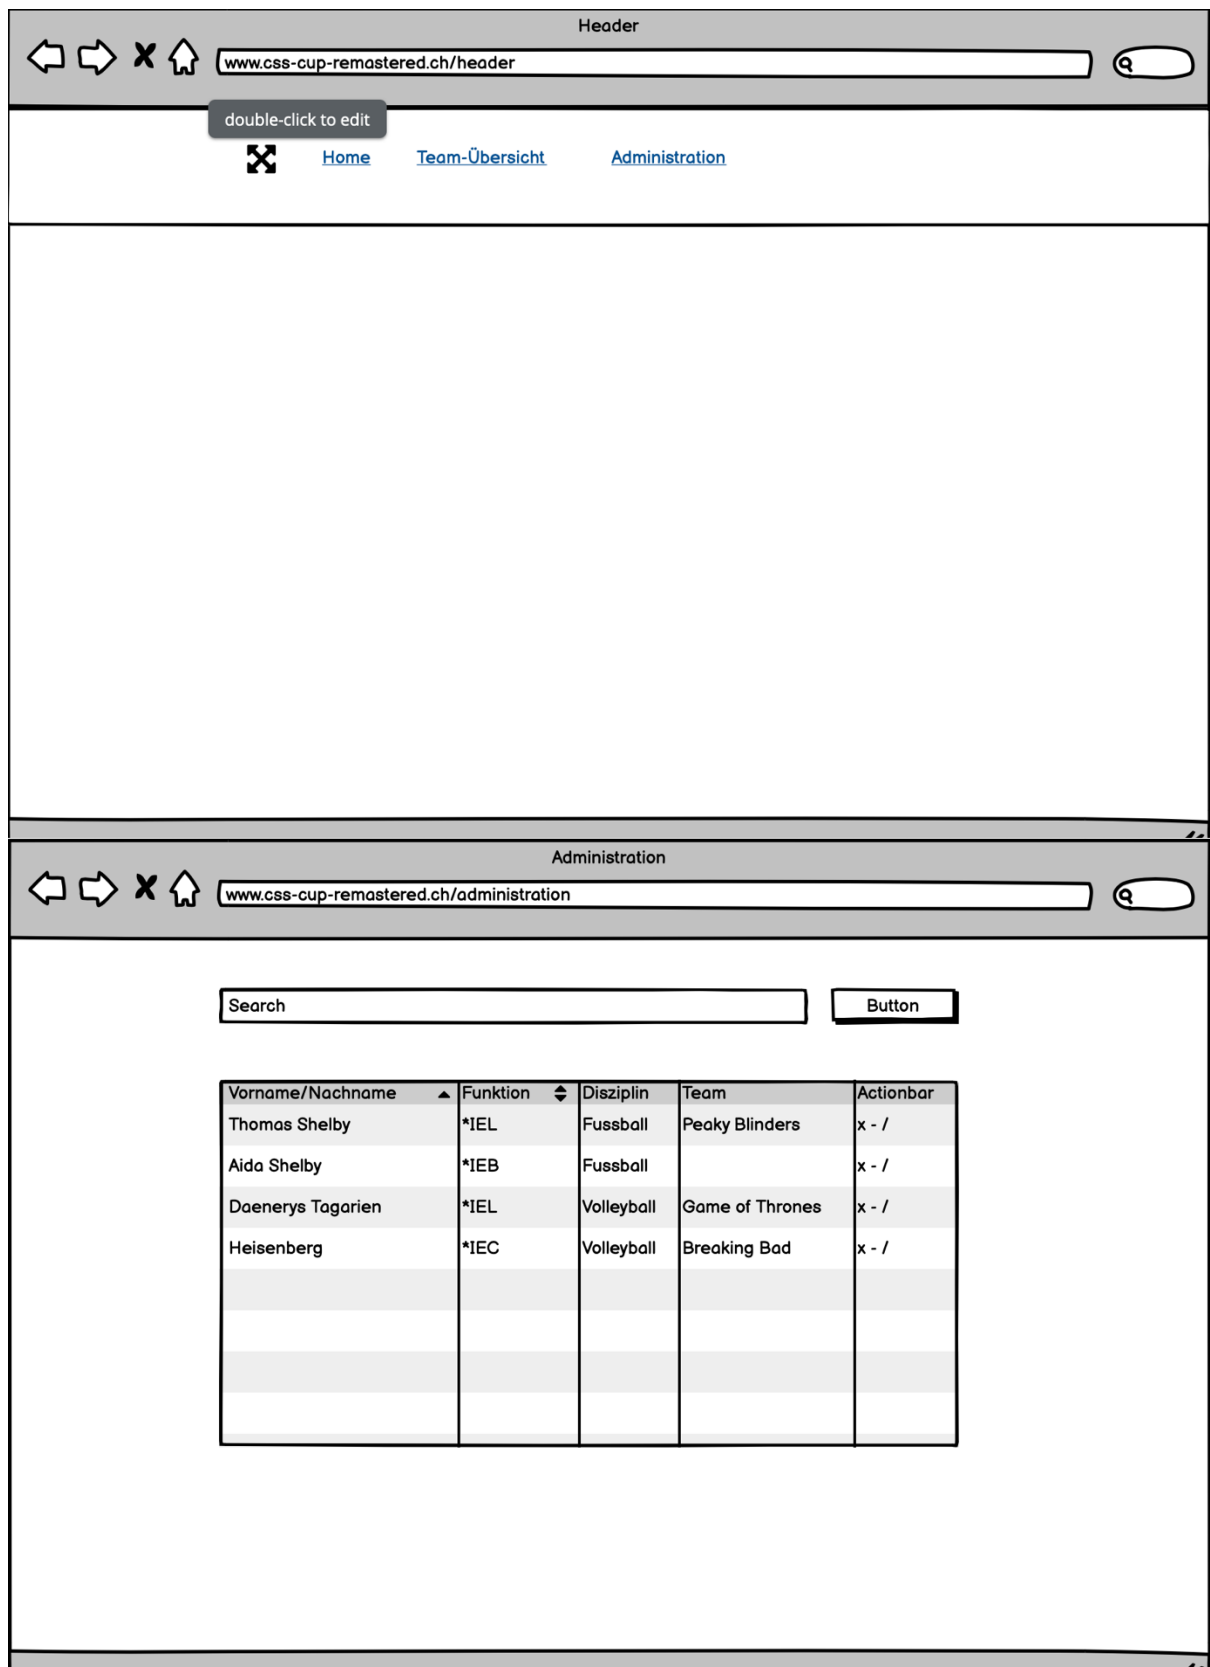 Header
www.css-cup-remastered.ch/header
double-click to edit
Home Team-Übersicht Administration
Administration
www.css-cup-remastered.ch/administration
Search Button
Vorname/Nachname Funktion Disziplin Team Actionbar
Thomas Shelby *IEL Fussball Peaky Blinders x - /
Aida Shelby *IEB Fussball x - /
Daenerys Tagarien *IEL Volleyball Game of Thrones x - /
Heisenberg *IEC Volleyball Breaking Bad x - /